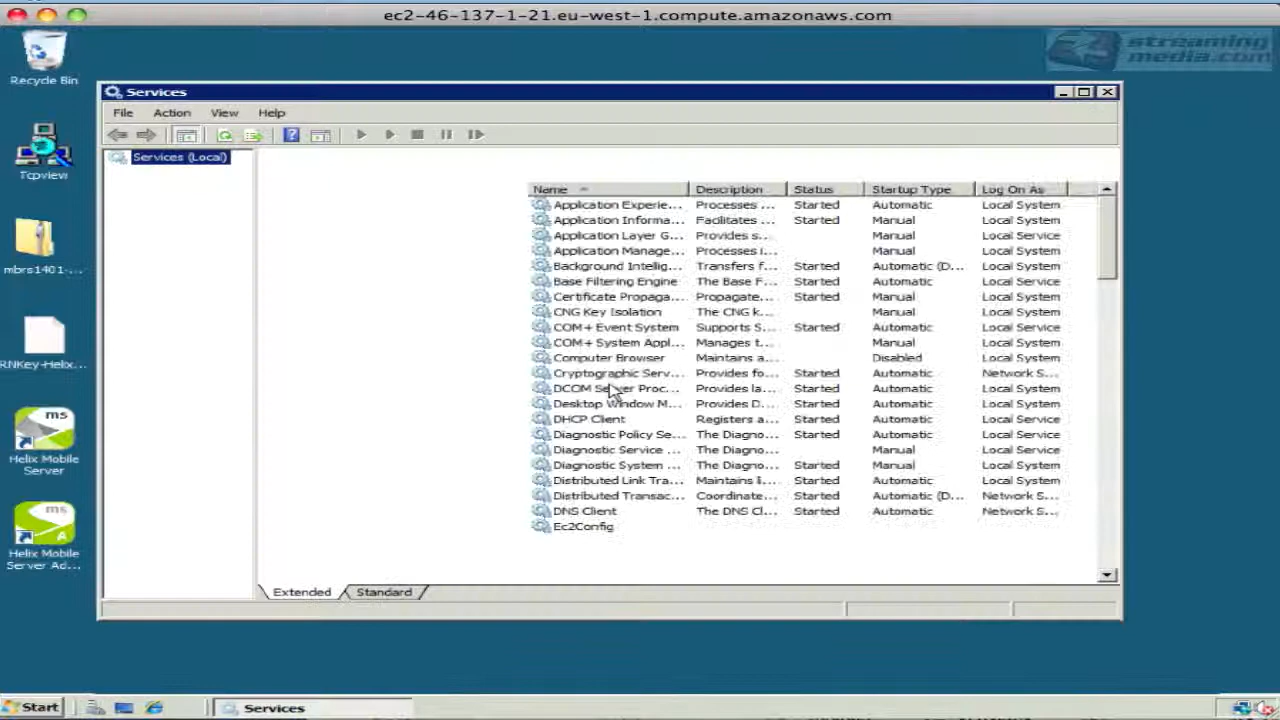 ec2-46-137-1-21.eu-west-1.compute.amazonaws.com
streaming
media.com
Recycle Bin
Tcpview
mbrs1401-...
RNKey-Helix...
ms
Helix Mobile
Server
ms
A
Helix Mobile
Server Ad...
Services
File Action View Help
Services (Local)
Name Description Status Startup Type Log On As
Application Experie... Processes ... Started Automatic Local System
Application Informa... Facilitates ... Started Manual Local System
Application Layer G... Provides s... Manual Local Service
Application Manage... Processes i... Manual Local System
Background Intellig... Transfers f... Started Automatic (D... Local System
Base Filtering Engine The Base F... Started Automatic Local Service
Certificate Propaga... Propagate... Started Manual Local System
CNG Key Isolation The CNG k... Manual Local System
COM+ Event System Supports S... Started Automatic Local Service
COM+ System Appl... Manages t... Manual Local System
Computer Browser Maintains a... Disabled Local System
Cryptographic Serv... Provides fo... Started Automatic Network S...
DCOM Server Proc... Provides la... Started Automatic Local System
Desktop Window M... Provides D... Started Automatic Local System
DHCP Client Registers a... Started Automatic Local Service
Diagnostic Policy Se... The Diagno... Started Automatic Local Service
Diagnostic Service ... The Diagno... Manual Local Service
Diagnostic System ... The Diagno... Started Manual Local System
Distributed Link Tra... Maintains li... Started Automatic Local System
Distributed Transac... Coordinate... Started Automatic (D... Network S...
DNS Client The DNS Cl... Started Automatic Network S...
Ec2Config
Extended Standard
Start Services